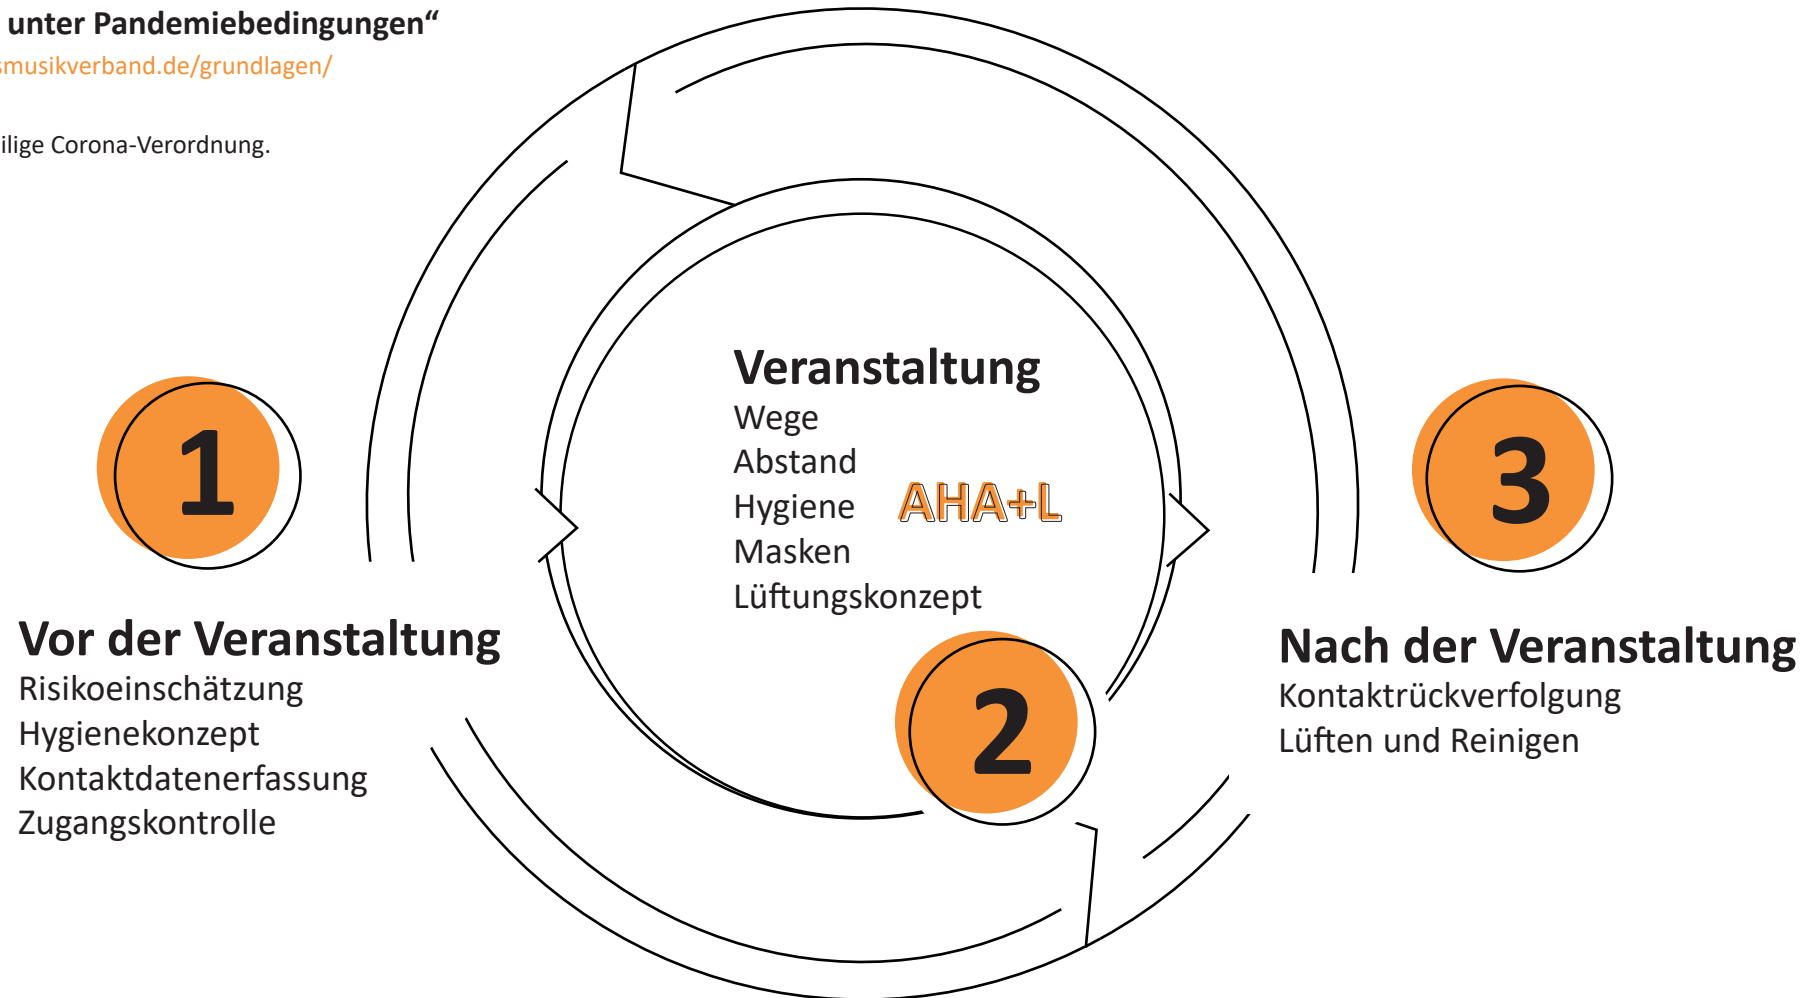 unter Pandemiebedingungen“
smusikverband.de/grundlagen/
ilige Corona-Verordnung.
1
Vor der Veranstaltung
Risikoeinschätzung
Hygienekonzept
Kontaktdatenerfassung
Zugangskontrolle
Veranstaltung
Wege
Abstand
Hygiene
Masken
Lüftungskonzept
AHA+L
2
3
Nach der Veranstaltung
Kontaktrückverfolgung
Lüften und Reinigen